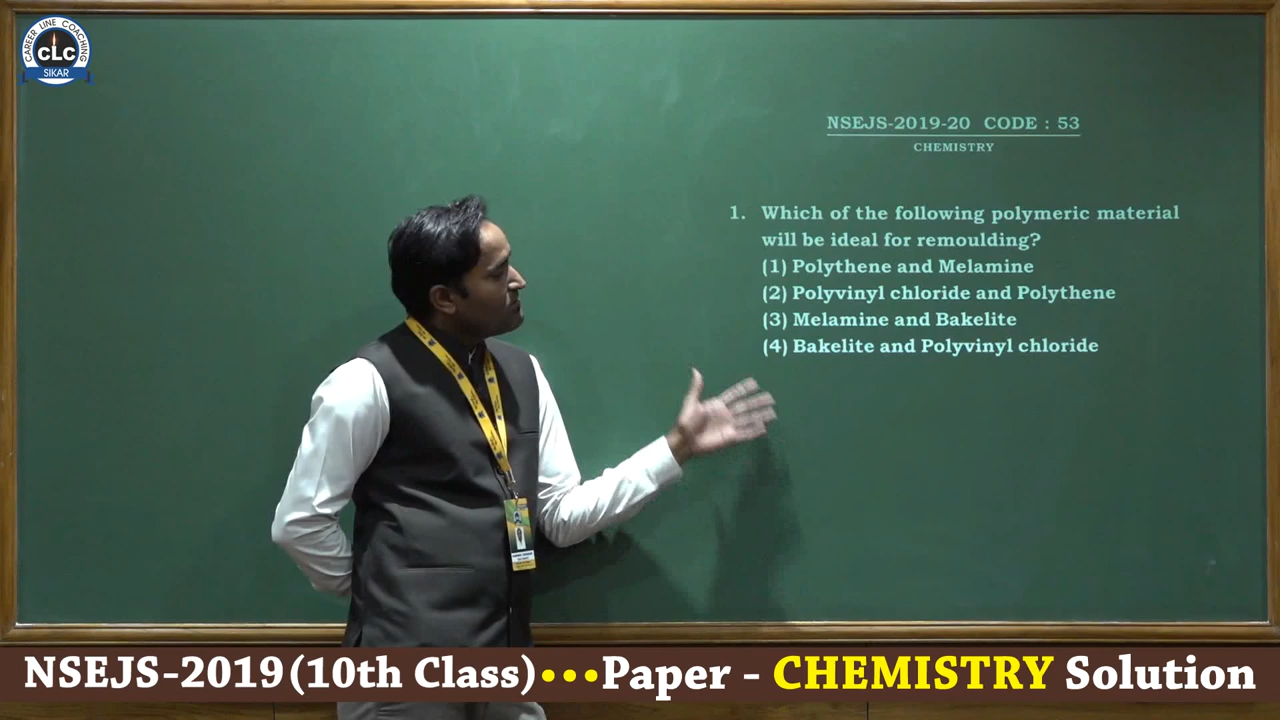 CAREER LINE COACHING
CLC
SIKAR
NSEJS-2019-20 CODE : 53
CHEMISTRY
1. Which of the following polymeric material
will be ideal for remoulding?
(1) Polythene and Melamine
(2) Polyvinyl chloride and Polythene
(3) Melamine and Bakelite
(4) Bakelite and Polyvinyl chloride
NSEJS-2019(10th Class)•••Paper - CHEMISTRY Solution